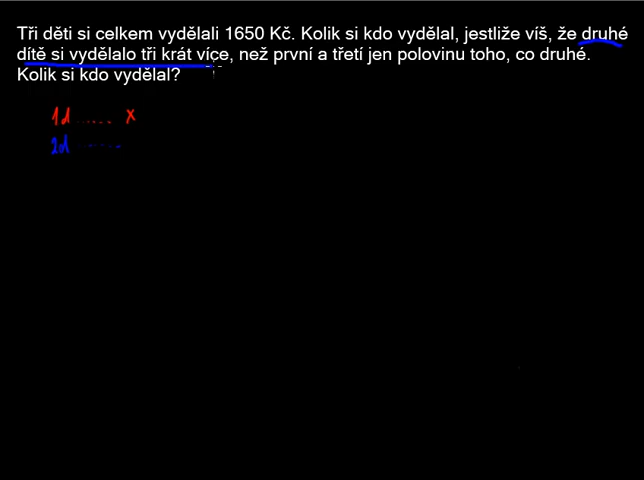 Tři děti si celkem vydělali 1650 Kč. Kolik si kdo vydělal, jestliže víš, že druhé
dítě si vydělalo tři krát více, než první a třetí jen polovinu toho, co druhé.
Kolik si kdo vydělal?
1d ...... x
2d ......